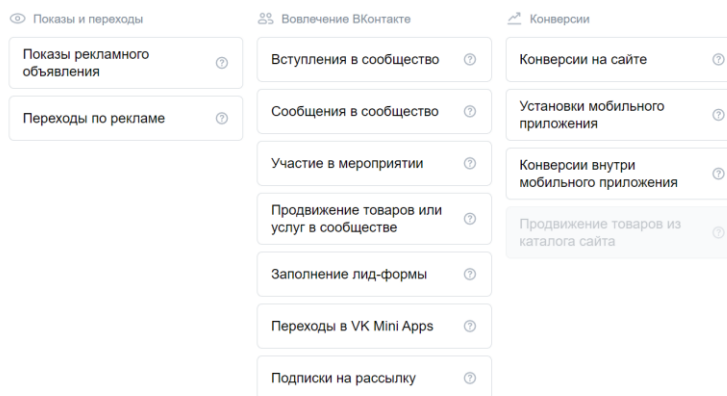 Показы и переходы
Показы рекламного
объявления
Переходы по рекламе
Вовлечение ВКонтакте
Вступления в сообщество
Сообщения в сообщество
Участие в мероприятии
Продвижение товаров или
услуг в сообществе
Заполнение лид-формы
Переходы в VK Mini Apps
Подписки на рассылку
Конверсии
Конверсии на сайте
Установки мобильного
приложения
Конверсии внутри
мобильного приложения
Продвижение товаров из
каталога сайта